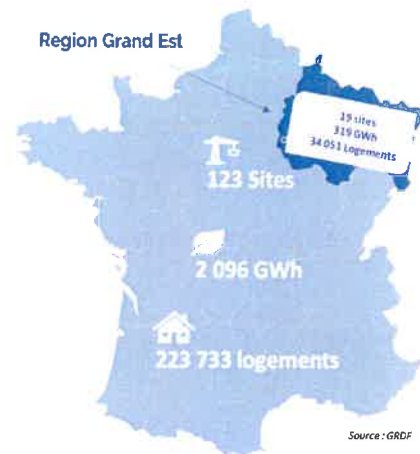 Region Grand Est
19 sites
319 GWh
34 051 Logements
123 Sites
2 096 GWh
223 733 logements
Source : GRDF